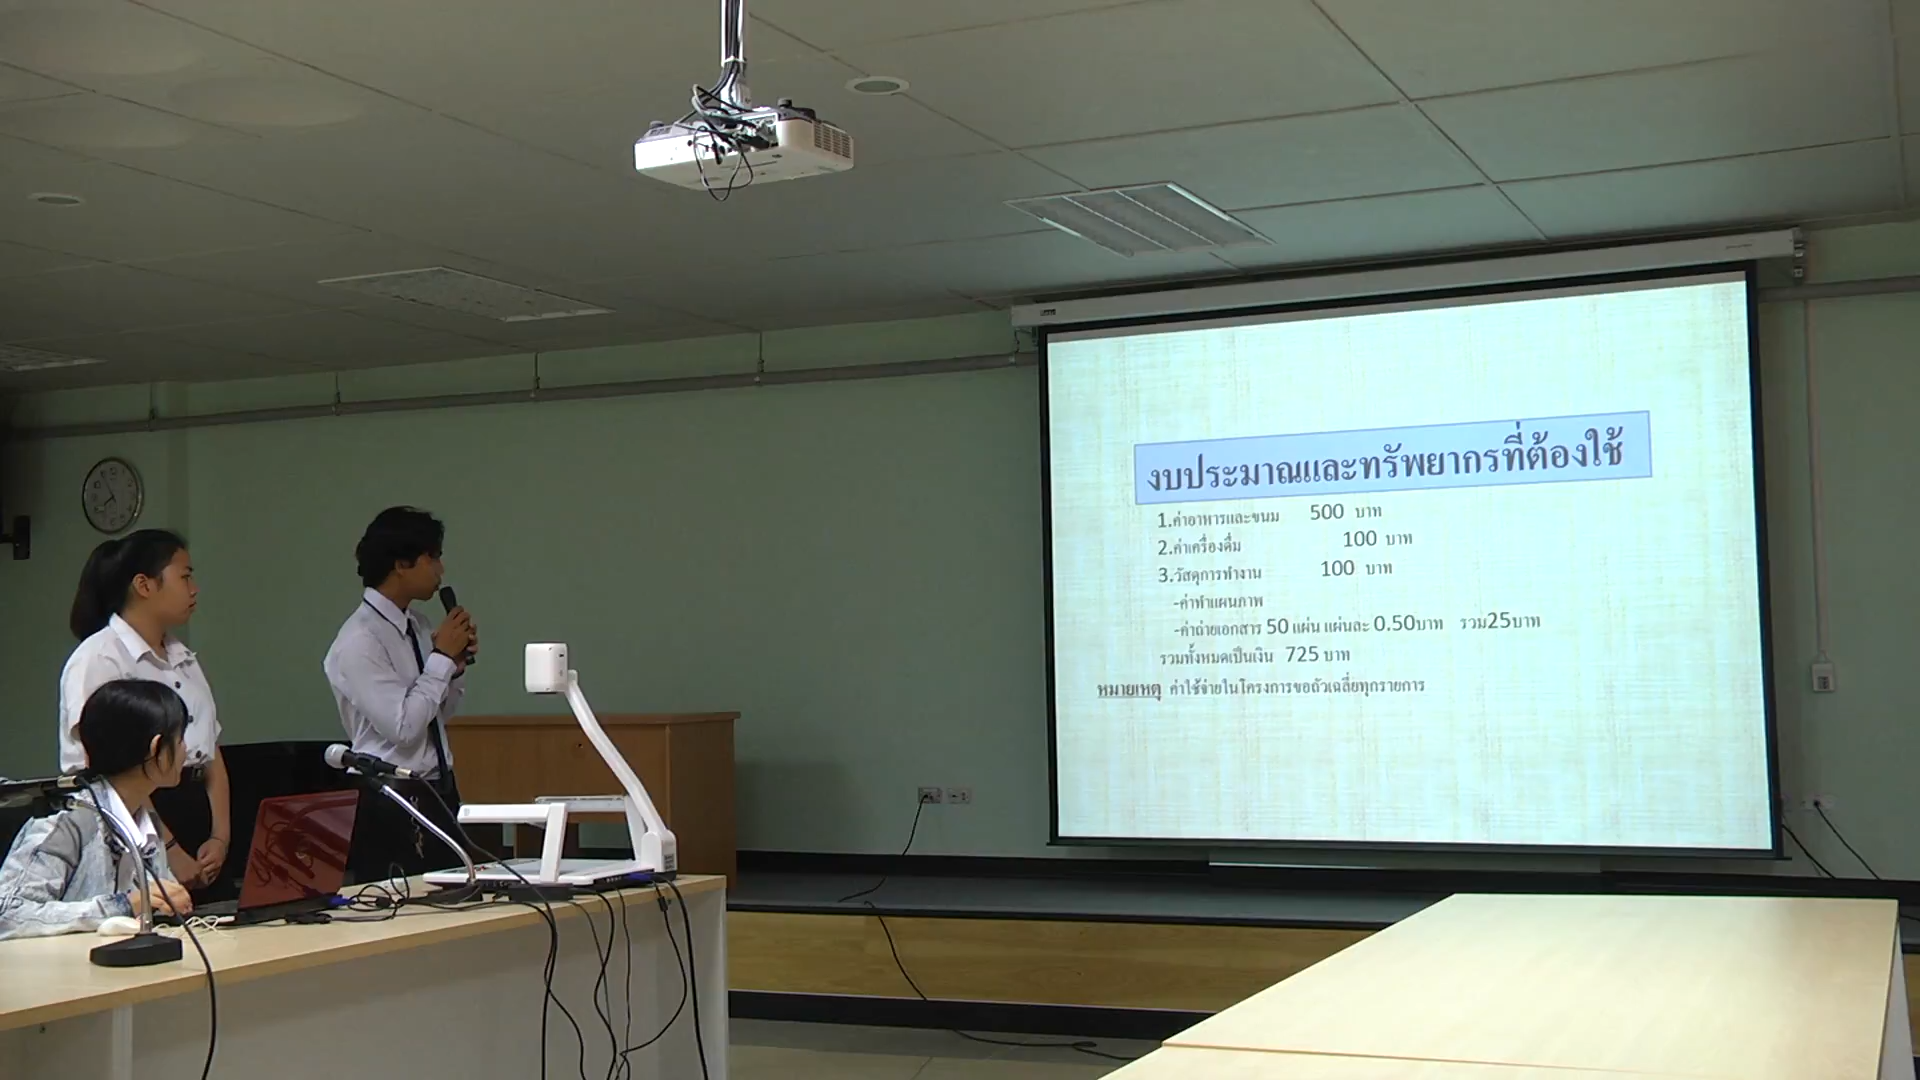 งบประมาณและทรัพยากรที่ต้องใช้
1.ค่าอาหารและขนม 500 บาท
2.ค่าเครื่องดื่ม 100 บาท
3.วัสดุการทำงาน 100 บาท
-ค่าทำแผนภาพ
-ค่าถ่ายเอกสาร 50 แผ่น แผ่นละ 0.50บาท รวม25บาท
รวมทั้งหมดเป็นเงิน 725 บาท
หมายเหตุ ค่าใช้จ่ายในโครงการขอถัวเฉลี่ยทุกรายการ